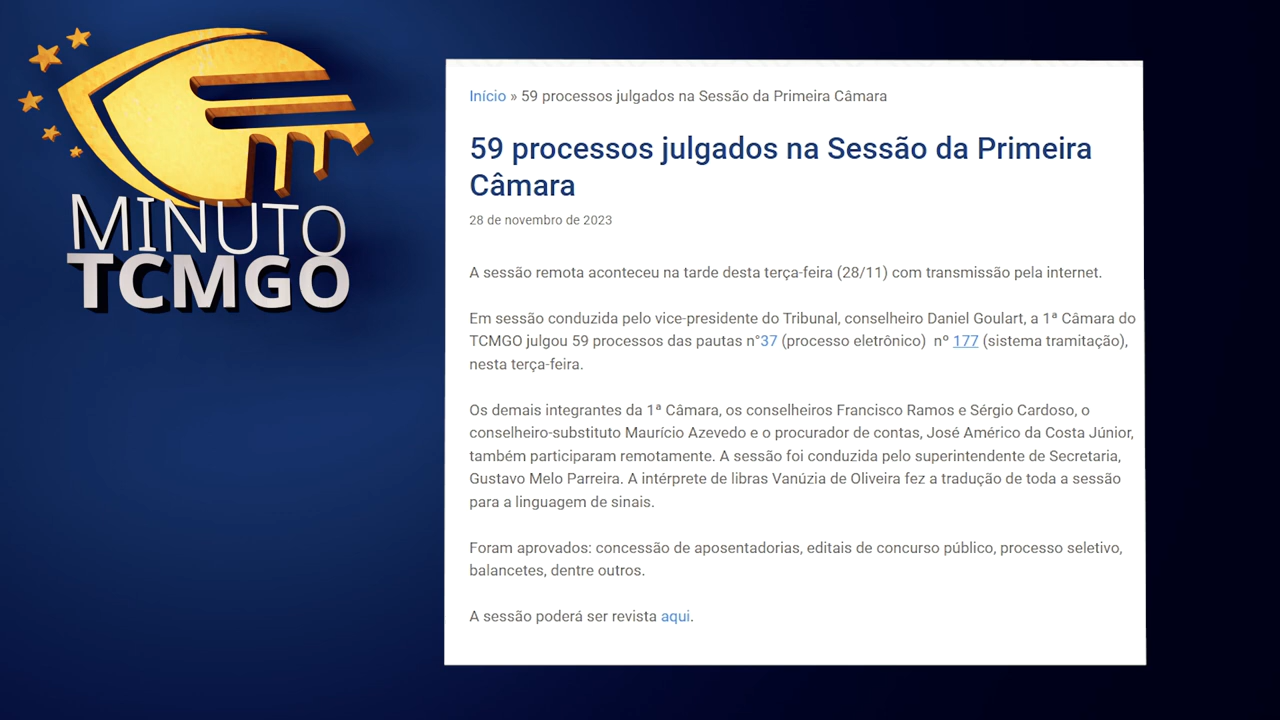 MINUTO
TCMGO
Início » 59 processos julgados na Sessão da Primeira Câmara
59 processos julgados na Sessão da Primeira
Câmara
28 de novembro de 2023
A sessão remota aconteceu na tarde desta terça-feira (28/11) com transmissão pela internet.
Em sessão conduzida pelo vice-presidente do Tribunal, conselheiro Daniel Goulart, a 1ª Câmara do
TCMGO julgou 59 processos das pautas n°37 (processo eletrônico)  nº 177 (sistema tramitação),
nesta terça-feira.
Os demais integrantes da 1ª Câmara, os conselheiros Francisco Ramos e Sérgio Cardoso, o
conselheiro-substituto Maurício Azevedo e o procurador de contas, José Américo da Costa Júnior,
também participaram remotamente. A sessão foi conduzida pelo superintendente de Secretaria,
Gustavo Melo Parreira. A intérprete de libras Vanúzia de Oliveira fez a tradução de toda a sessão
para a linguagem de sinais.
Foram aprovados: concessão de aposentadorias, editais de concurso público, processo seletivo,
balancetes, dentre outros.
A sessão poderá ser revista aqui.